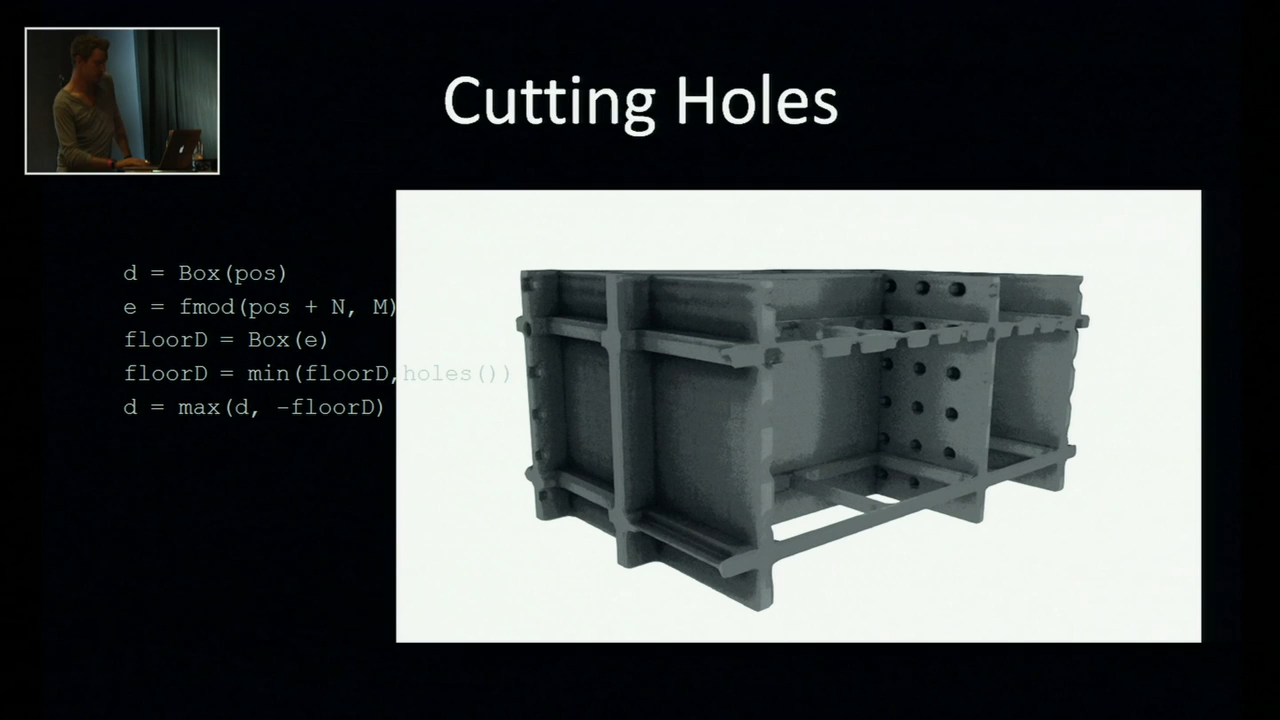 Cutting Holes
d = Box(pos)
e = fmod(pos + N, M)
floorD = Box(e)
floorD = min(floorD,holes())
d = max(d, -floorD)